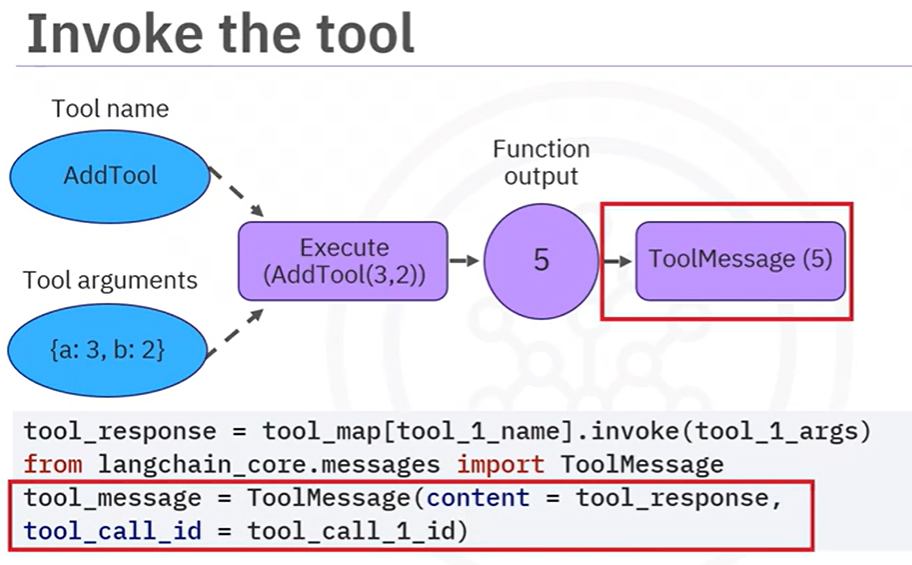 Invoke the tool
Tool name
AddTool
Tool arguments
{a: 3, b: 2}
Execute
(AddTool(3,2))
Function
output
5
ToolMessage (5)
tool_response = tool_map[tool_1_name].invoke(tool_1_args)
from langchain_core.messages import ToolMessage
tool_message = ToolMessage(content = tool_response,
tool_call_id = tool_call_1_id)